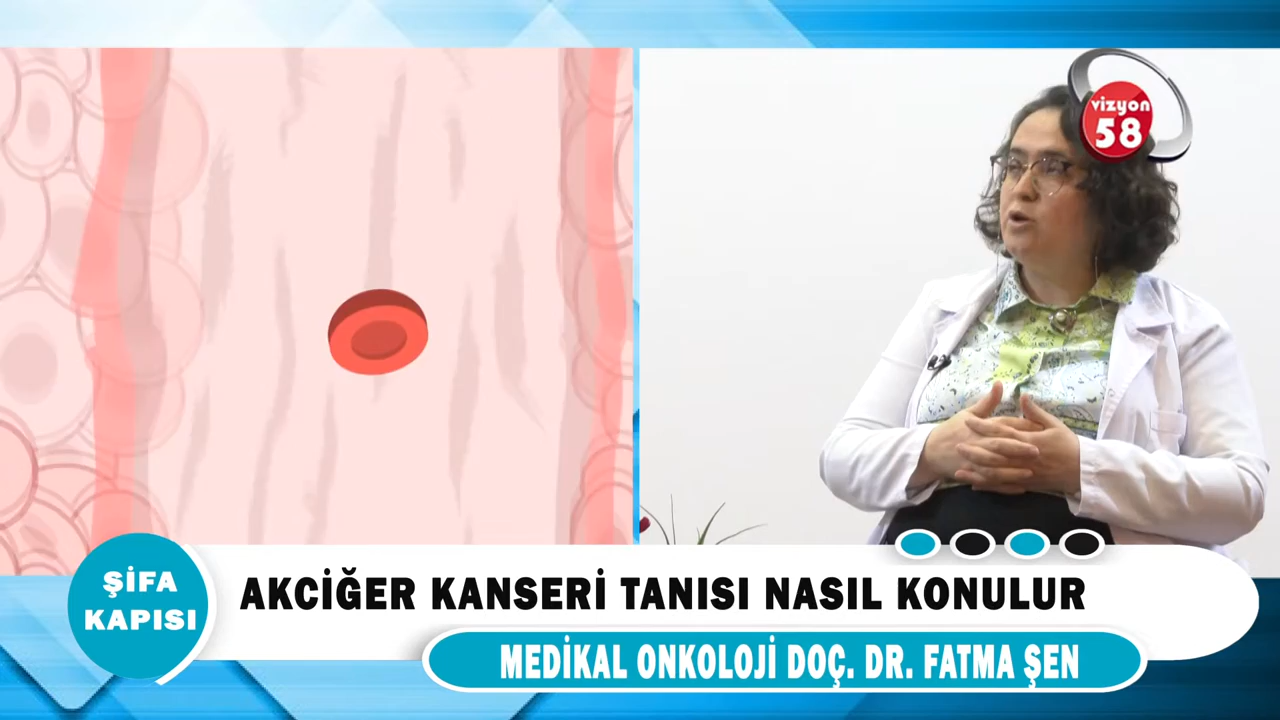 vizyon
58
ŞİFA
KAPISI
AKCİĞER KANSERİ TANISI NASIL KONULUR
MEDİKAL ONKOLOJİ DOÇ. DR. FATMA ŞEN